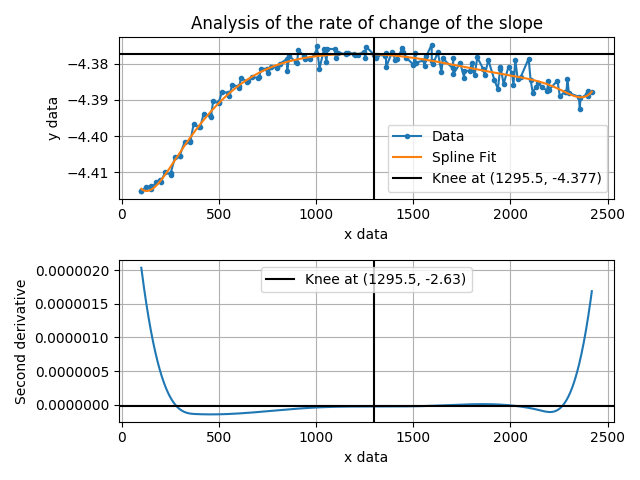 Analysis of the rate of change of the slope
y data
−4.38
−4.39
−4.40
−4.41
Data
Spline Fit
Knee at (1295.5, -4.377)
0 500 1000 1500 2000 2500
x data
Second derivative
0.0000020
0.0000015
0.0000010
0.0000005
0.0000000
Knee at (1295.5, -2.63)
0 500 1000 1500 2000 2500
x data